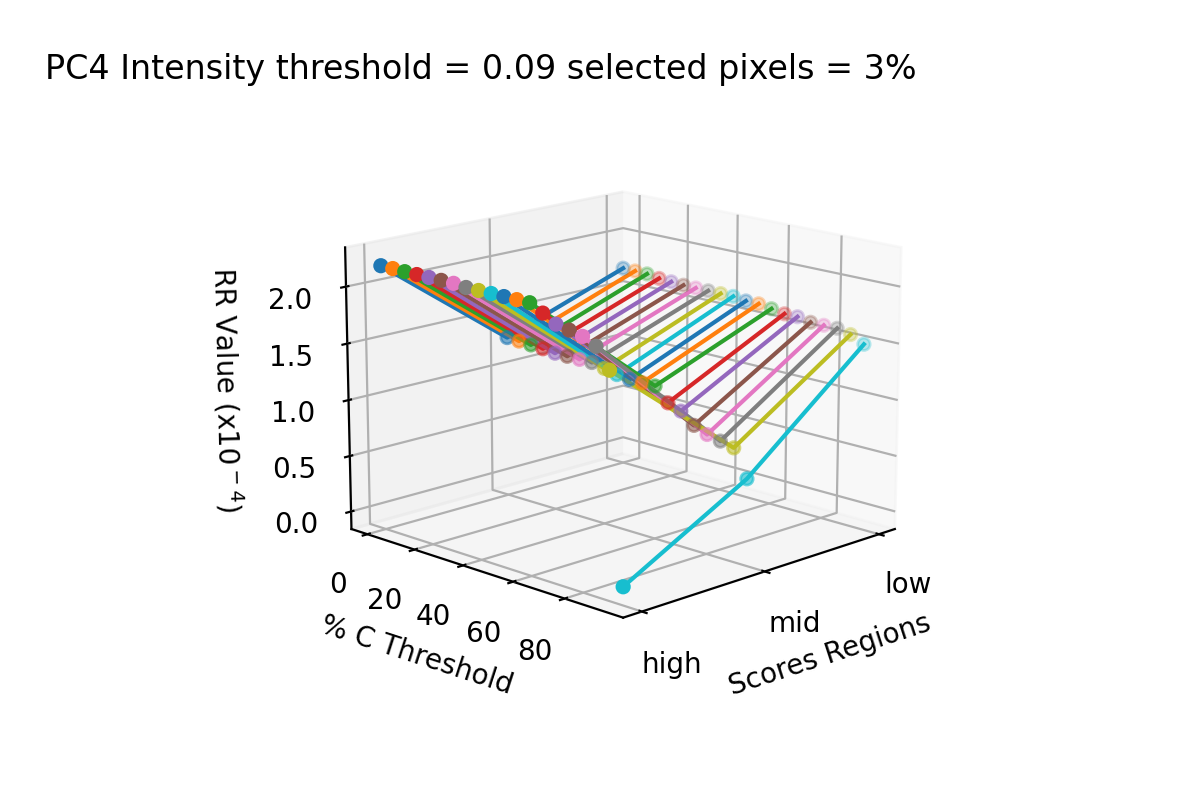 PC4 Intensity threshold = 0.09 selected pixels = 3%
RR Value (x10⁻⁴)
2.0
1.5
1.0
0.5
0.0
0
20
40
60
80
% C Threshold
high
mid
low
Scores Regions